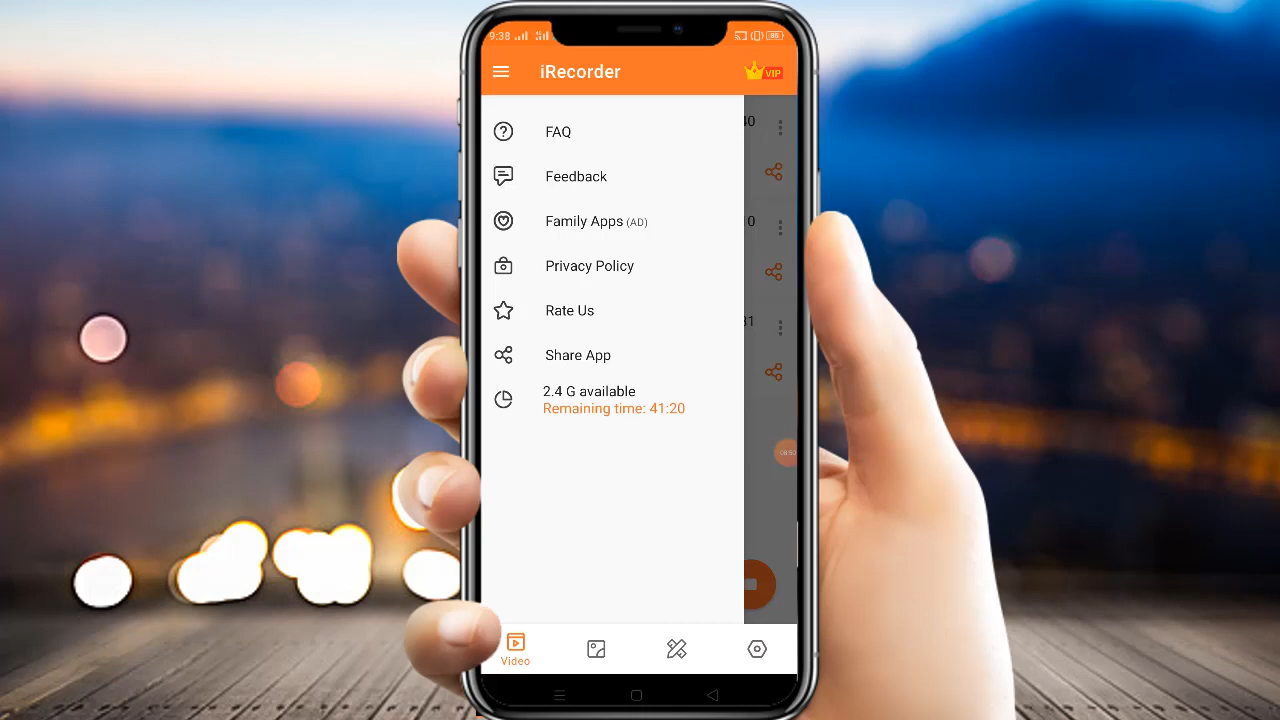 9:38
85
iRecorder
VIP
FAQ
Feedback
Family Apps (AD)
Privacy Policy
Rate Us
Share App
2.4 G available
Remaining time: 41:20
Video